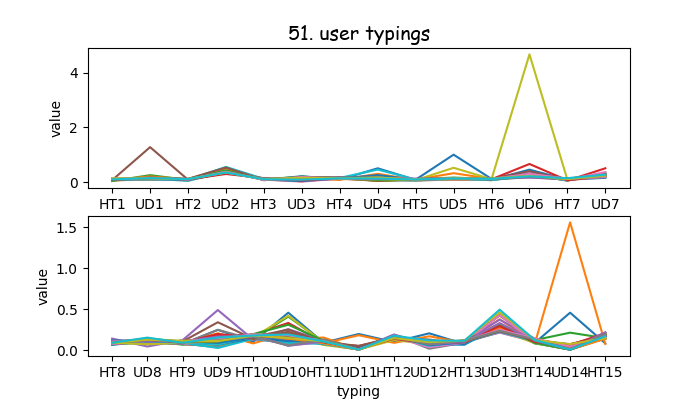 51. user typings
value
4
2
0
HT1 UD1 HT2 UD2 HT3 UD3 HT4 UD4 HT5 UD5 HT6 UD6 HT7 UD7
value
1.5
1.0
0.5
0.0
HT8 UD8 HT9 UD9 HT10 UD10 HT11 UD11 HT12 UD12 HT13 UD13 HT14 UD14 HT15
typing